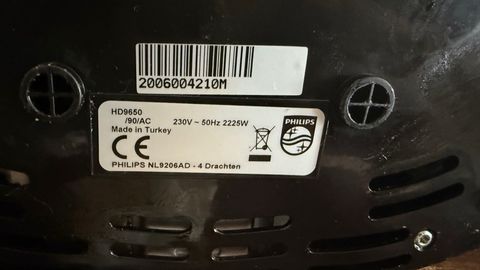 2006004210M
HD9650
/90/AC 230V ~ 50Hz 2225W
Made in Turkey
CE
PHILIPS
PHILIPS NL9206AD - 4 Drachten